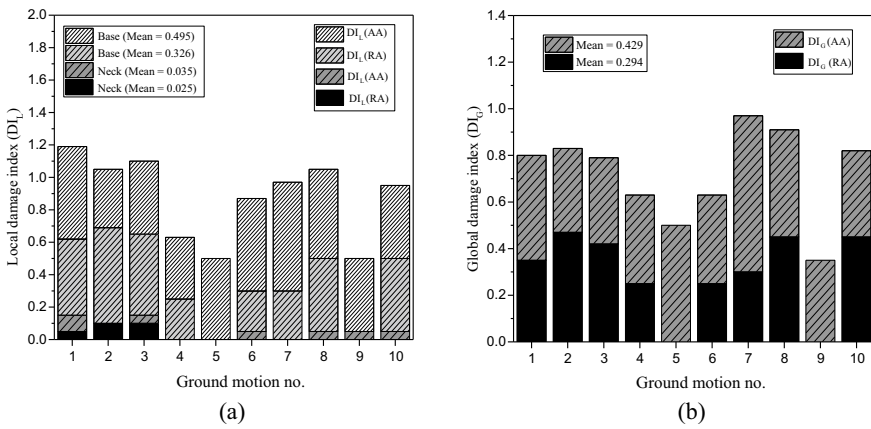 2.0
1.8
1.6
1.4
1.2
1.0
0.8
0.6
0.4
0.2
0.0
Local damage index (DI_L)
Base (Mean = 0.495)
Base (Mean = 0.326)
Neck (Mean = 0.035)
Neck (Mean = 0.025)
DI_L(AA)
DI_L(RA)
DI_L(AA)
DI_L(RA)
1 2 3 4 5 6 7 8 9 10
Ground motion no.
(a)
1.4
1.2
1.0
0.8
0.6
0.4
0.2
0.0
Global damage index (DI_G)
Mean = 0.429
Mean = 0.294
DI_G(AA)
DI_G (RA)
1 2 3 4 5 6 7 8 9 10
Ground motion no.
(b)